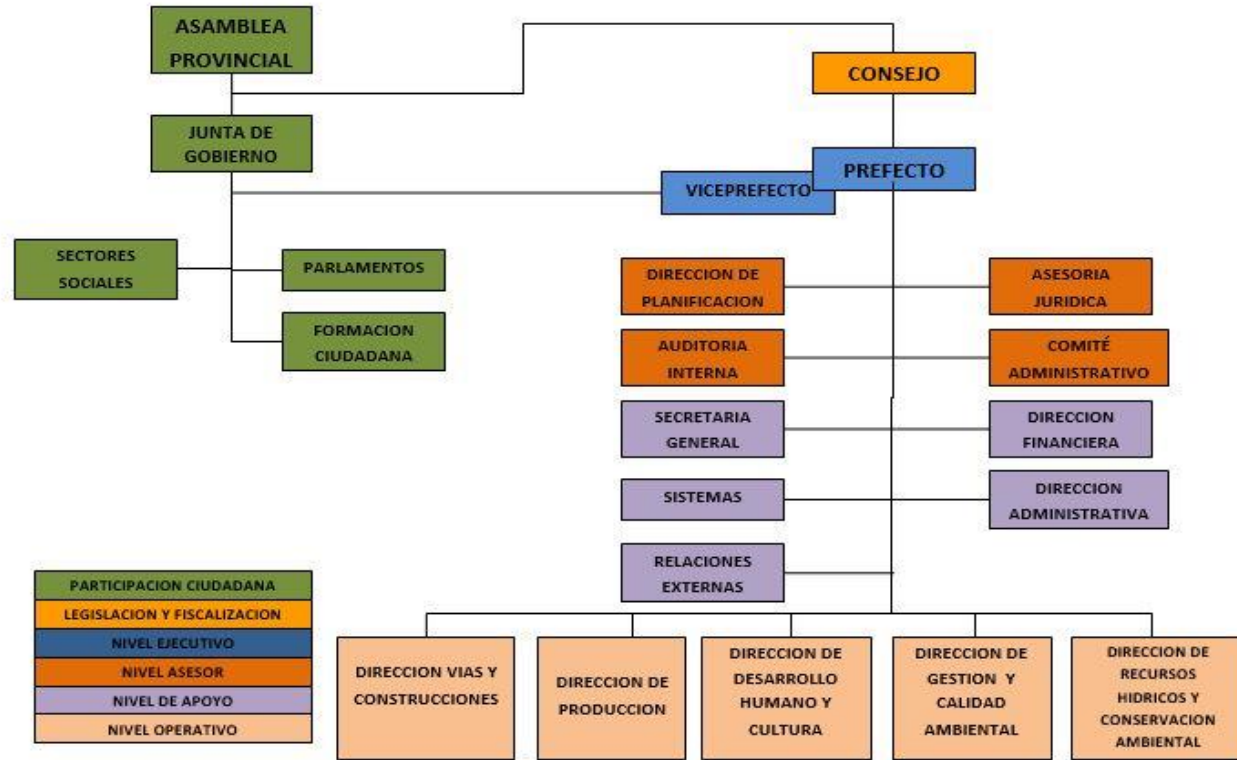 ASAMBLEA
PROVINCIAL
CONSEJO
JUNTA DE
GOBIERNO
PREFECTO
VICEPREFECTO
SECTORES
SOCIALES
PARLAMENTOS
FORMACION
CIUDADANA
DIRECCION DE
PLANIFICACION
ASESORIA
JURIDICA
AUDITORIA
INTERNA
COMITÉ
ADMINISTRATIVO
SECRETARIA
GENERAL
DIRECCION
FINANCIERA
SISTEMAS
DIRECCION
ADMINISTRATIVA
RELACIONES
EXTERNAS
PARTICIPACION CIUDADANA
LEGISLACION Y FISCALIZACION
NIVEL EJECUTIVO
NIVEL ASESOR
NIVEL DE APOYO
NIVEL OPERATIVO
DIRECCION VIAS Y
CONSTRUCCIONES
DIRECCION DE
PRODUCCION
DIRECCION DE
DESARROLLO
HUMANO Y
CULTURA
DIRECCION DE
GESTION Y
CALIDAD
AMBIENTAL
DIRECCION DE
RECURSOS
HIDRICOS Y
CONSERVACION
AMBIENTAL